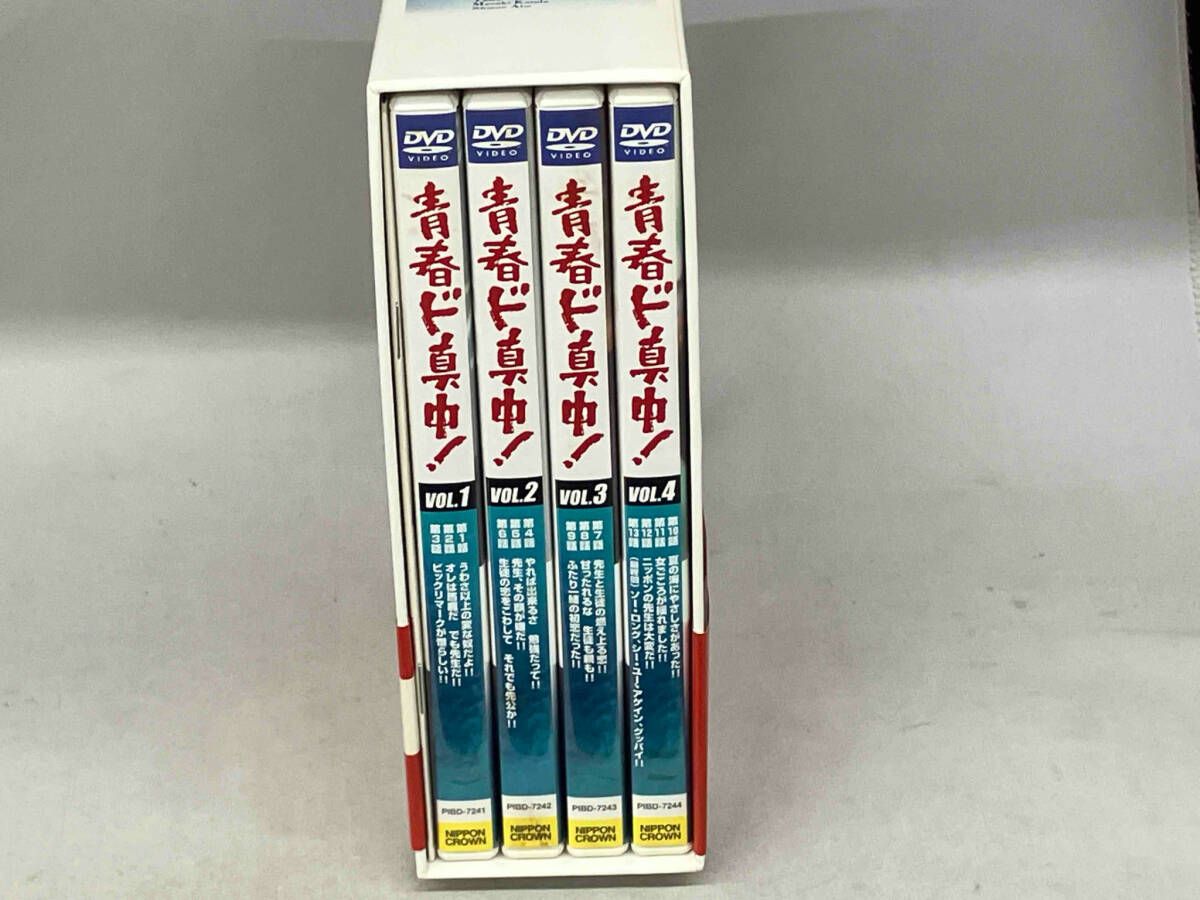 DVD
VIDEO
青春ド真中!
VOL.1
第1話 うわさ以上の変な奴だよ!!
第2話 オレは馬鹿だ でも先生だ!!
第3話 ビックリマークが憎らしい!!
PIBD-7241
NIPPON
CROWN
DVD
VIDEO
青春ド真中!
VOL.2
第4話 やれば出来るさ 勉強だって!!
第5話 先生、その顔が嘘だ!!
第6話 生徒の恋をこわして それでも先公か!!
PIBD-7242
NIPPON
CROWN
DVD
VIDEO
青春ド真中!
VOL.3
第7話 先生と生徒の燃え上る恋!!
第8話 甘ったれるな 生徒も親も!!
第9話 ふたり一緒の初恋だった!!
PIBD-7243
NIPPON
CROWN
DVD
VIDEO
青春ド真中!
VOL.4
第10話 夏の海にやさしさがあった!!
第11話 女ごころが揺れました!!
第12話 ニッポンの先生は大変だ!!
第13話 (最終回) ソー・ロング、シー・ユー・アゲイン、グッバイ!!
PIBD-7244
NIPPON
CROWN